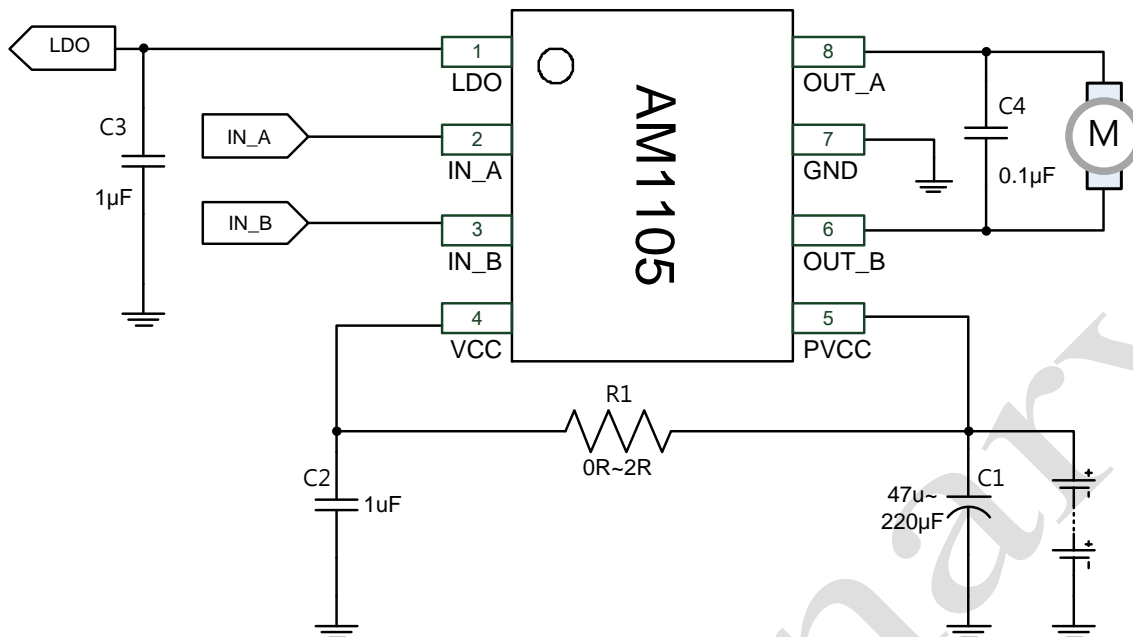 LDO
1
LDO
C3
1µF
IN_A
2
IN_A
IN_B
3
IN_B
4
VCC
AM1105
8
OUT_A
7
GND
6
OUT_B
5
PVCC
C4
0.1µF
M
R1
0R~2R
C2
1uF
C1
47u~
220µF
+
+
nary